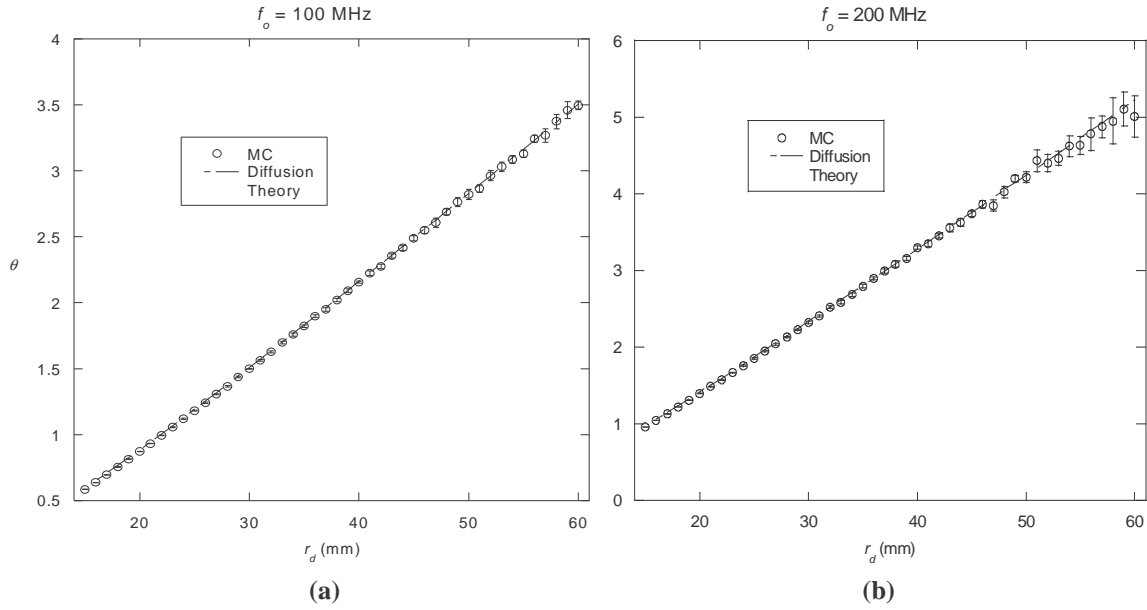 f_o = 100 MHz
4
3.5
3
2.5
2
1.5
1
0.5
θ
MC
Diffusion
Theory
20
30
40
50
60
r_d (mm)
(a)
f_o = 200 MHz
6
5
4
3
2
1
0
MC
Diffusion
Theory
20
30
40
50
60
r_d (mm)
(b)